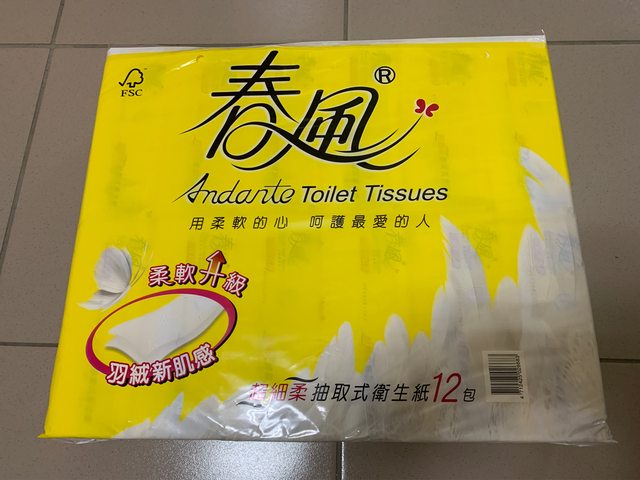 FSC
春風®
Andante Toilet Tissues
用柔軟的心 呵護最愛的人
柔軟升級
羽絨新肌感
超細柔抽取式衛生紙12包